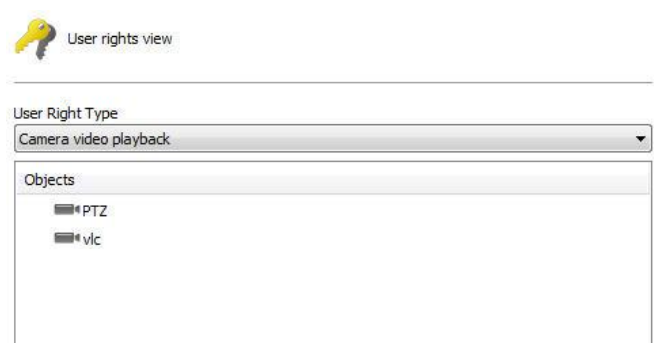 User rights view
User Right Type
Camera video playback
Objects
PTZ
vlc